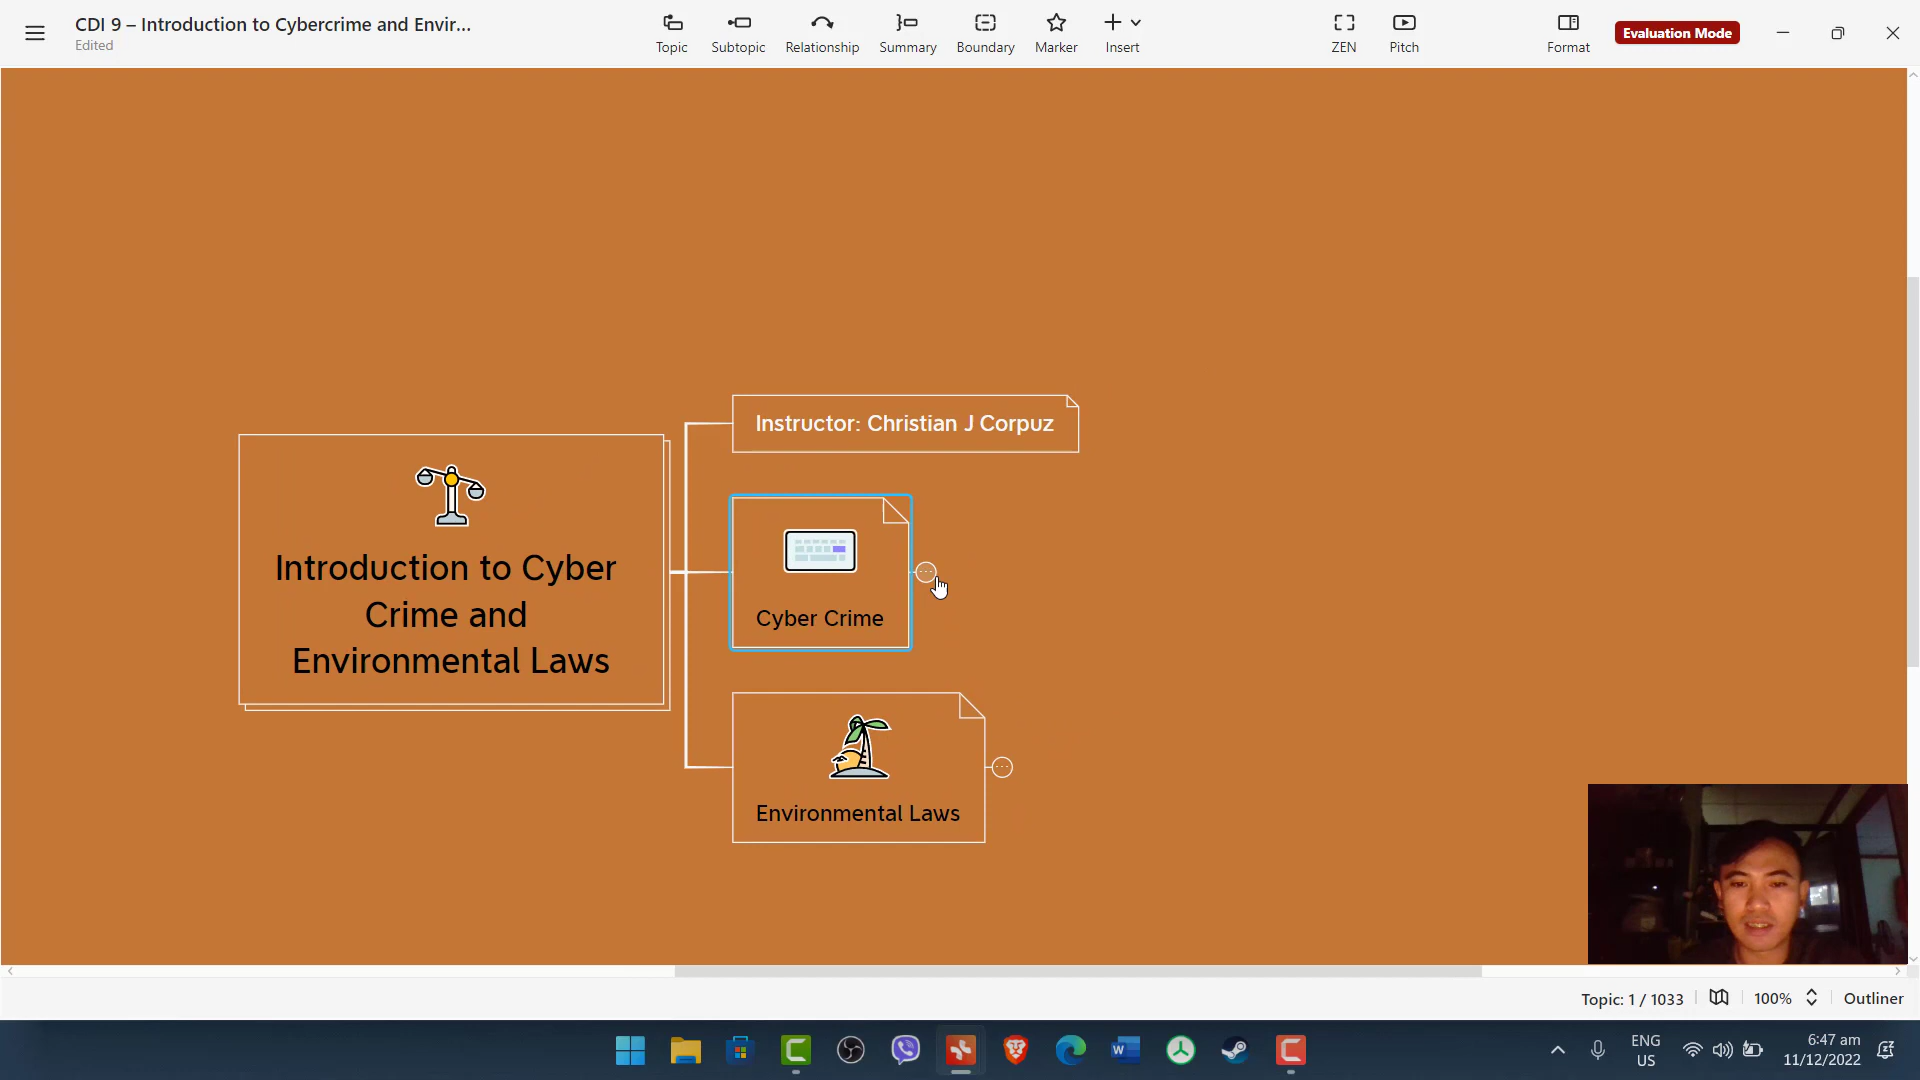 CDI 9 – Introduction to Cybercrime and Envir...
Edited
Topic
Subtopic
Relationship
Summary
Boundary
Marker
Insert
ZEN
Pitch
Format
Evaluation Mode
Instructor: Christian J Corpuz
Introduction to Cyber
Crime and
Environmental Laws
Cyber Crime
Environmental Laws
Topic: 1 / 1033
100%
Outliner
ENG
US
6:47 am
11/12/2022